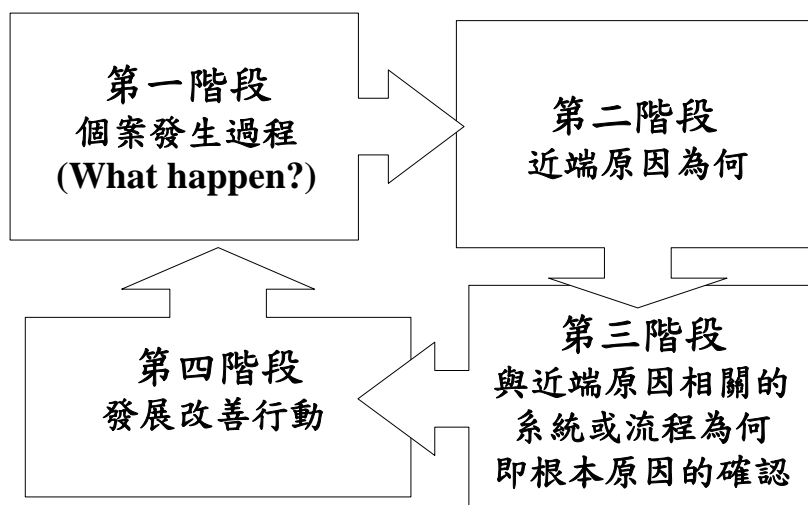 第一階段
個案發生過程
(What happen?)
第二階段
近端原因為何
第三階段
與近端原因相關的
系統或流程為何
即根本原因的確認
第四階段
發展改善行動